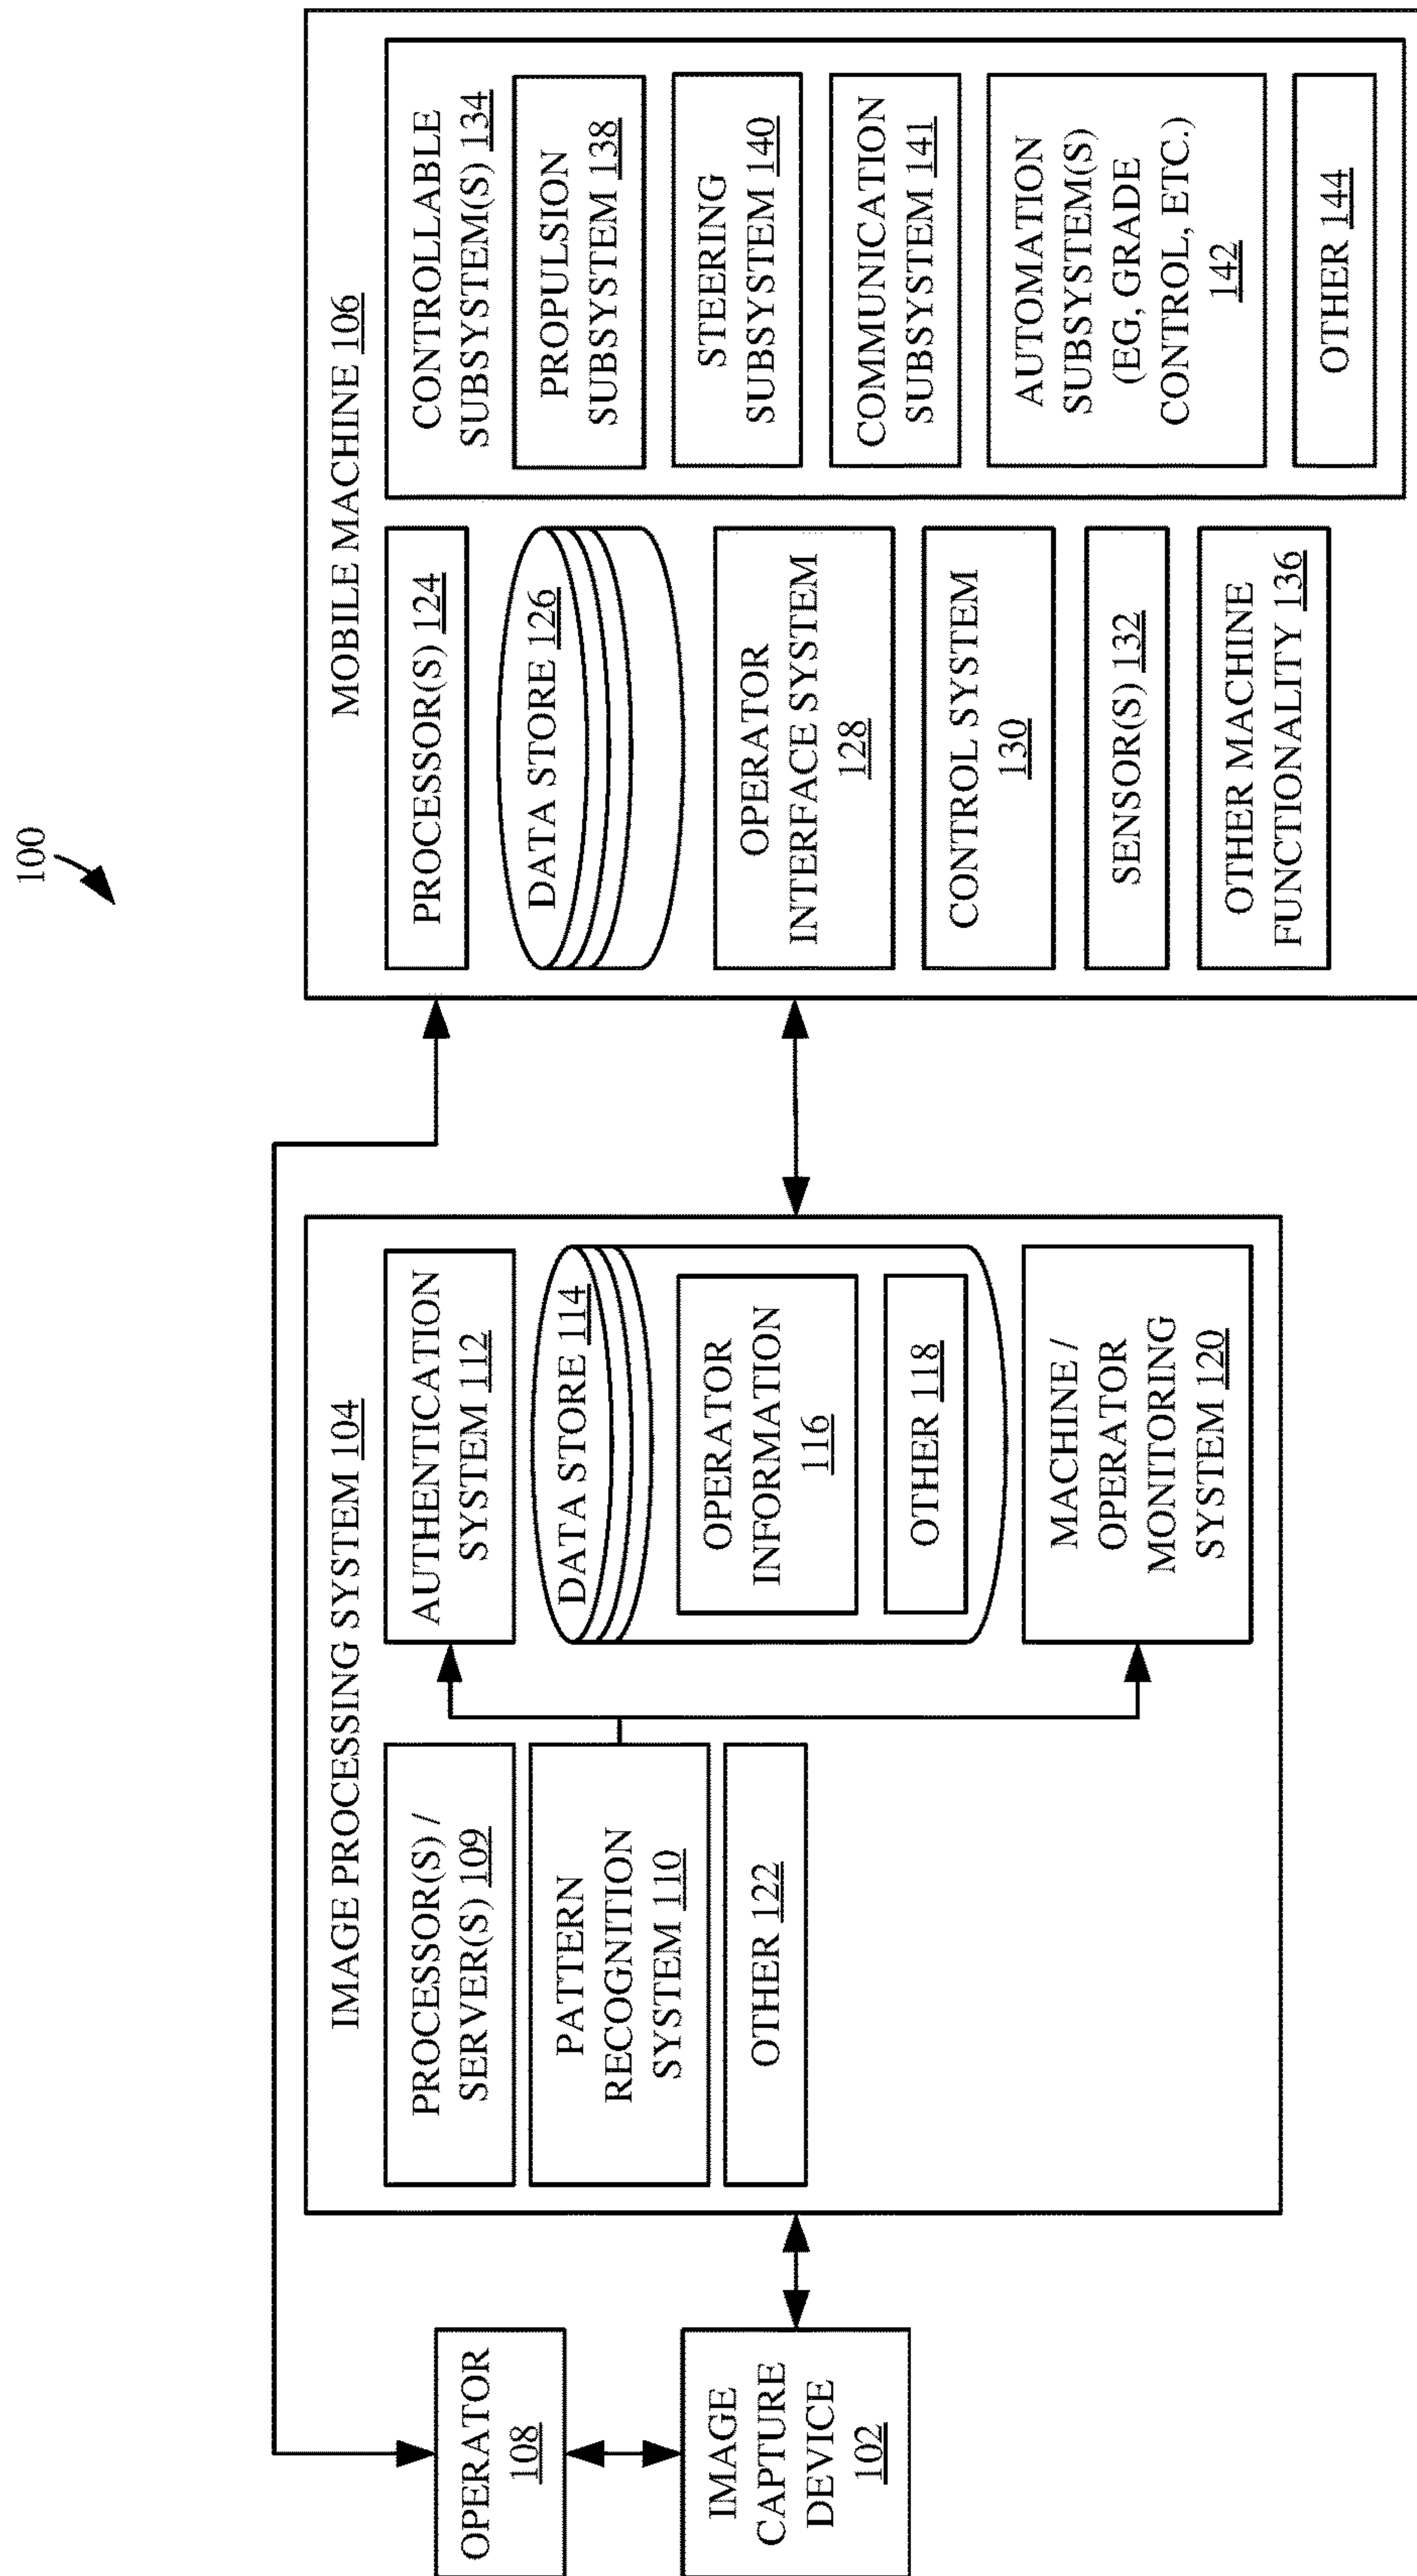 100
OPERATOR
108
IMAGE
CAPTURE
DEVICE
102
IMAGE PROCESSING SYSTEM 104
PROCESSOR(S) /
SERVER(S) 109
PATTERN
RECOGNITION
SYSTEM 110
OTHER 122
AUTHENTICATION
SYSTEM 112
DATA STORE 114
OPERATOR
INFORMATION
116
OTHER 118
MACHINE /
OPERATOR
MONITORING
SYSTEM 120
MOBILE MACHINE 106
PROCESSOR(S) 124
DATA STORE 126
OPERATOR
INTERFACE SYSTEM
128
CONTROL SYSTEM
130
SENSOR(S) 132
OTHER MACHINE
FUNCTIONALITY 136
CONTROLLABLE
SUBSYSTEM(S) 134
PROPULSION
SUBSYSTEM 138
STEERING
SUBSYSTEM 140
COMMUNICATION
SUBSYSTEM 141
AUTOMATION
SUBSYSTEM(S)
(EG, GRADE
CONTROL, ETC.)
142
OTHER 144